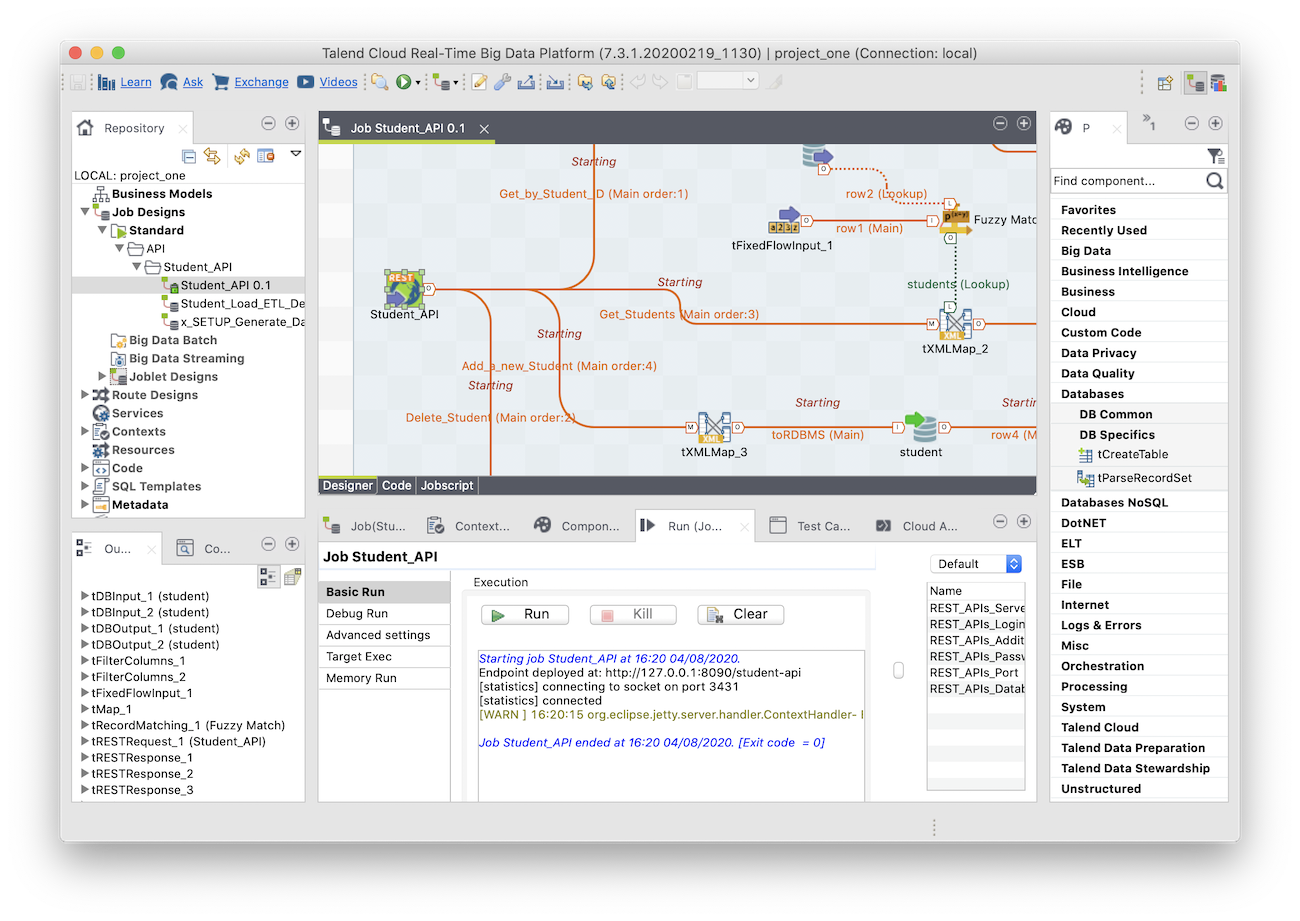 Talend Cloud Real-Time Big Data Platform (7.3.1.20200219_1130) | project_one (Connection: local)
Learn Ask Exchange Videos
Repository
LOCAL: project_one
Business Models
Job Designs
Standard
API
Student_API
Student_API 0.1
Student_Load_ETL_De
x_SETUP_Generate_Da
Big Data Batch
Big Data Streaming
Joblet Designs
Route Designs
Services
Contexts
Resources
Code
SQL Templates
Metadata
Ou... Co...
tDBInput_1 (student)
tDBInput_2 (student)
tDBOutput_1 (student)
tDBOutput_2 (student)
tFilterColumns_1
tFilterColumns_2
tFixedFlowInput_1
tMap_1
tRecordMatching_1 (Fuzzy Match)
tRESTRequest_1 (Student_API)
tRESTResponse_1
tRESTResponse_2
tRESTResponse_3
Job Student_API 0.1
Starting
Get_by_Student_ID (Main order:1)
row2 (Lookup)
row1 (Main)
Fuzzy Matc
tFixedFlowInput_1
REST
Student_API
Starting
students (Lookup)
Get_Students (Main order:3)
XML
tXMLMap_2
Starting
Add_a_new_Student (Main order:4)
Starting
Delete_Student (Main order:2)
Starting
Startin
XML
toRDBMS (Main)
row4 (M
tXMLMap_3
student
Designer Code Jobscript
Job(Stu... Context... Compon... Run (Jo... Test Ca... Cloud A...
Job Student_API
Basic Run
Debug Run
Advanced settings
Target Exec
Memory Run
Execution
Run Kill Clear
Starting job Student_API at 16:20 04/08/2020.
Endpoint deployed at: http://127.0.0.1:8090/student-api
[statistics] connecting to socket on port 3431
[statistics] connected
[WARN ] 16:20:15 org.eclipse.jetty.server.handler.ContextHandler-
Job Student_API ended at 16:20 04/08/2020. [Exit code  = 0]
Default
Name
REST_APIs_Serve
REST_APIs_Login
REST_APIs_Addit
REST_APIs_Passw
REST_APIs_Port
REST_APIs_Datab
P
1
Find component...
Favorites
Recently Used
Big Data
Business Intelligence
Business
Cloud
Custom Code
Data Privacy
Data Quality
Databases
DB Common
DB Specifics
tCreateTable
tParseRecordSet
Databases NoSQL
DotNET
ELT
ESB
File
Internet
Logs & Errors
Misc
Orchestration
Processing
System
Talend Cloud
Talend Data Preparation
Talend Data Stewardship
Unstructured